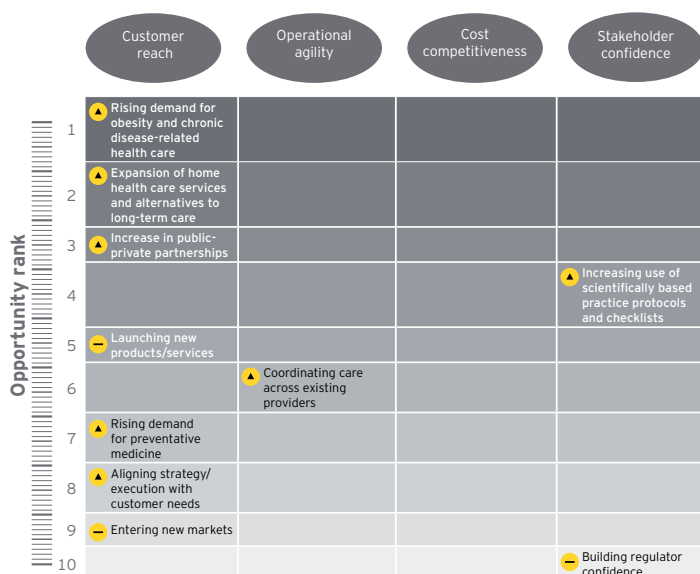 Customer
reach
Operational
agility
Cost
competitiveness
Stakeholder
confidence
Opportunity rank
1
Rising demand for
obesity and chronic
disease-related
health care
2
Expansion of home
health care services
and alternatives to
long-term care
3
Increase in public-
private partnerships
4
Increasing use of
scientifically based
practice protocols
and checklists
5
Launching new
products/services
6
Coordinating care
across existing
providers
7
Rising demand
for preventative
medicine
8
Aligning strategy/
execution with
customer needs
9
Entering new markets
10
Building regulator
confidence